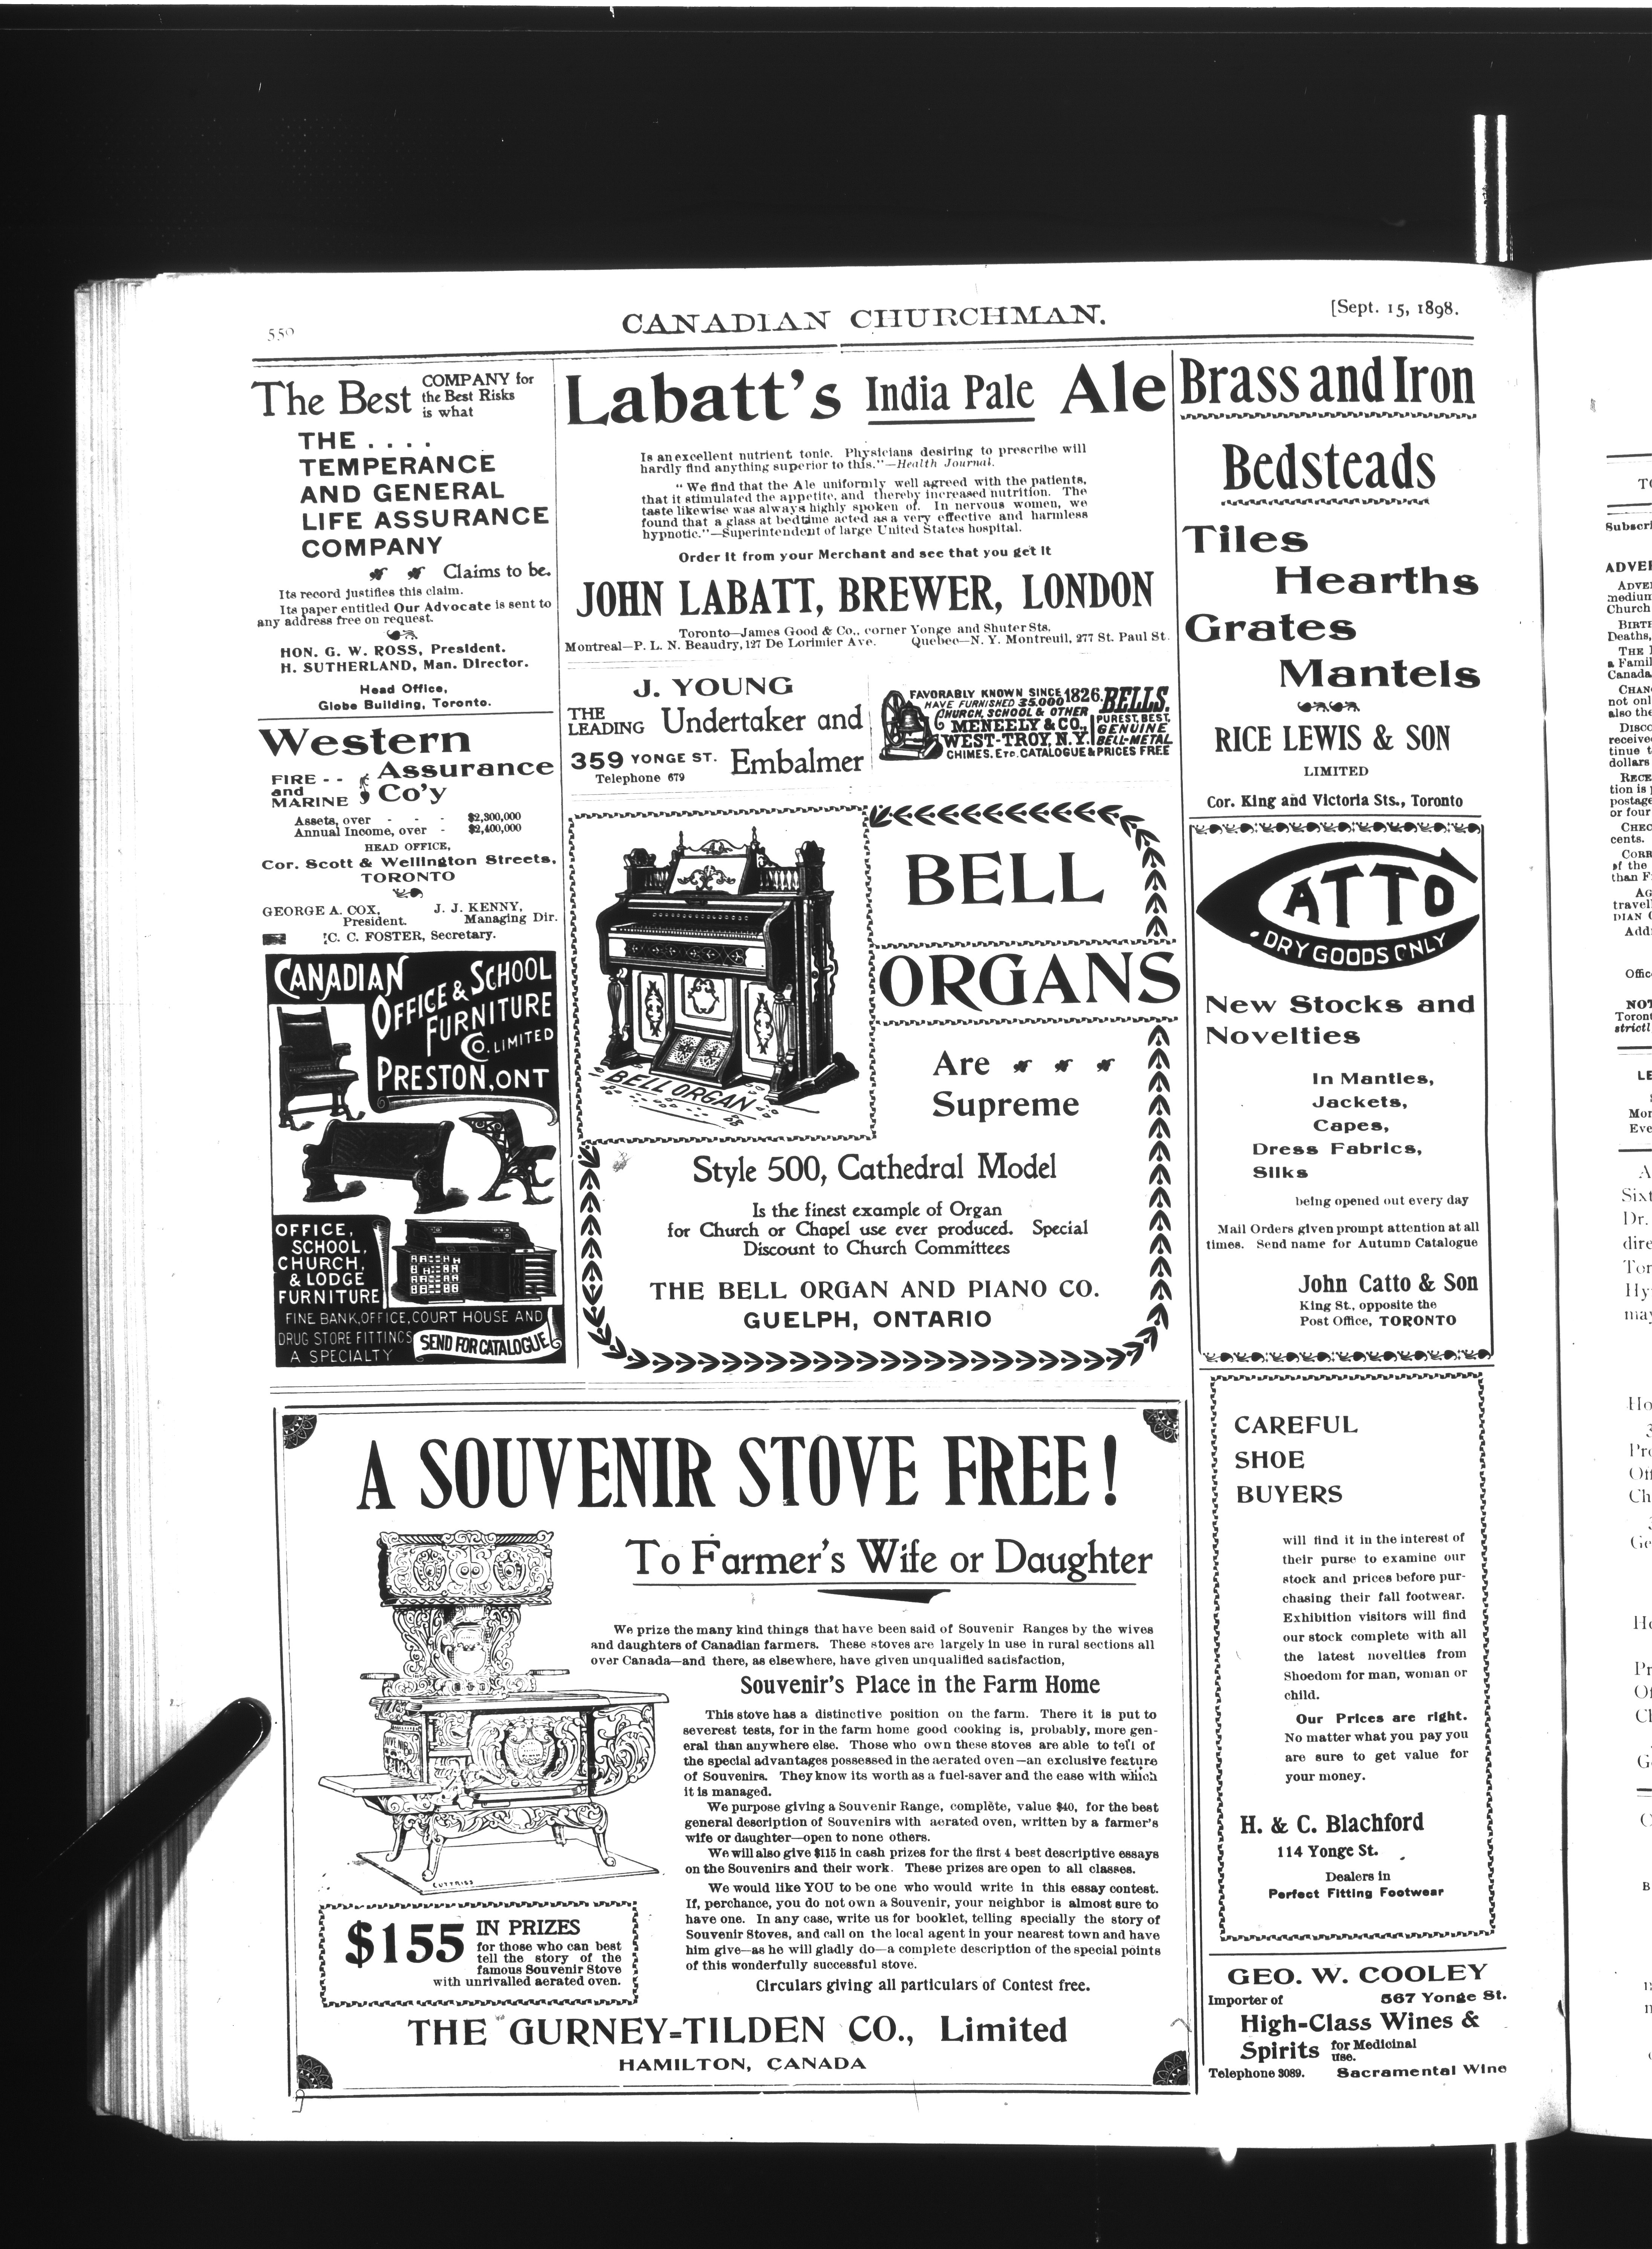 550
CANADIAN CHURCHMAN.
[Sept. 15, 1898.
The Best COMPANY for
the Best Risks
is what
THE . . . .
TEMPERANCE
AND GENERAL
LIFE ASSURANCE
COMPANY
Claims to be.
Its record justifies this claim.
Its paper entitled Our Advocate is sent to
any address free on request.
HON. G. W. ROSS, President.
H. SUTHERLAND, Man. Director.
Head Office,
Globe Building, Toronto.
Western
FIRE - -
and
MARINE
Assurance
Co'y
Assets, over - - - $2,300,000
Annual Income, over - $2,400,000
HEAD OFFICE,
Cor. Scott & Wellington Streets,
TORONTO
GEORGE A. COX,
President.
J. J. KENNY,
Managing Dir.
C. C. FOSTER, Secretary.
CANADIAN
OFFICE & SCHOOL
FURNITURE
CO. LIMITED
PRESTON, ONT
OFFICE,
SCHOOL,
CHURCH,
& LODGE
FURNITURE
FINE BANK, OFFICE, COURT HOUSE AND
DRUG STORE FITTINGS
A SPECIALTY
SEND FOR CATALOGUE
Labatt's India Pale Ale
Is an excellent nutrient tonic. Physicians desiring to prescribe will
hardly find anything superior to this."—Health Journal.
" We find that the Ale uniformly well agreed with the patients,
that it stimulated the appetite, and thereby increased nutrition. The
taste likewise was always highly spoken of. In nervous women, we
found that a glass at bedtime acted as a very effective and harmless
hypnotic."—Superintendent of large United States hospital.
Order it from your Merchant and see that you get it
JOHN LABATT, BREWER, LONDON
Toronto—James Good & Co., corner Yonge and Shuter Sts.
Montreal—P. L. N. Beaudry, 127 De Lorimier Ave. Quebec—N. Y. Montreuil, 277 St. Paul St.
J. YOUNG
THE
LEADING
Undertaker and
359 YONGE ST. Embalmer
Telephone 679
FAVORABLY KNOWN SINCE 1826. BELLS.
HAVE FURNISHED 35,000
CHURCH, SCHOOL & OTHER
MENEELY & CO., PUREST, BEST,
GENUINE
WEST-TROY, N.Y. BELL-METAL
CHIMES, ETC. CATALOGUE & PRICES FREE
BELL ORGAN
BELL
ORGANS
Are
Supreme
Style 500, Cathedral Model
Is the finest example of Organ
for Church or Chapel use ever produced. Special
Discount to Church Committees
THE BELL ORGAN AND PIANO CO.
GUELPH, ONTARIO
Brass and Iron
Bedsteads
Tiles
Hearths
Grates
Mantels
RICE LEWIS & SON
LIMITED
Cor. King and Victoria Sts., Toronto
CATTO
DRY GOODS ONLY
New Stocks and
Novelties
In Mantles,
Jackets,
Capes,
Dress Fabrics,
Silks
being opened out every day
Mail Orders given prompt attention at all
times. Send name for Autumn Catalogue
John Catto & Son
King St., opposite the
Post Office, TORONTO
A SOUVENIR STOVE FREE!
To Farmer's Wife or Daughter
We prize the many kind things that have been said of Souvenir Ranges by the wives
and daughters of Canadian farmers. These stoves are largely in use in rural sections all
over Canada—and there, as elsewhere, have given unqualified satisfaction,
Souvenir's Place in the Farm Home
This stove has a distinctive position on the farm. There it is put to
severest tests, for in the farm home good cooking is, probably, more gen-
eral than anywhere else. Those who own these stoves are able to tell of
the special advantages possessed in the aerated oven—an exclusive feature
of Souvenirs. They know its worth as a fuel-saver and the ease with which
it is managed.
We purpose giving a Souvenir Range, complete, value $40, for the best
general description of Souvenirs with aerated oven, written by a farmer's
wife or daughter—open to none others.
We will also give $115 in cash prizes for the first 4 best descriptive essays
on the Souvenirs and their work. These prizes are open to all classes.
We would like YOU to be one who would write in this essay contest.
If, perchance, you do not own a Souvenir, your neighbor is almost sure to
have one. In any case, write us for booklet, telling specially the story of
Souvenir Stoves, and call on the local agent in your nearest town and have
him give—as he will gladly do—a complete description of the special points
of this wonderfully successful stove.
Circulars giving all particulars of Contest free.
$155 IN PRIZES
for those who can best
tell the story of the
famous Souvenir Stove
with unrivalled aerated oven.
THE GURNEY-TILDEN CO., Limited
HAMILTON, CANADA
CAREFUL
SHOE
BUYERS
will find it in the interest of
their purse to examine our
stock and prices before pur-
chasing their fall footwear.
Exhibition visitors will find
our stock complete with all
the latest novelties from
Shoedom for man, woman or
child.
Our Prices are right.
No matter what you pay you
are sure to get value for
your money.
H. & C. Blachford
114 Yonge St.
Dealers in
Perfect Fitting Footwear
GEO. W. COOLEY
Importer of 567 Yonge St.
High-Class Wines &
Spirits for Medicinal
use.
Telephone 3089. Sacramental Wine